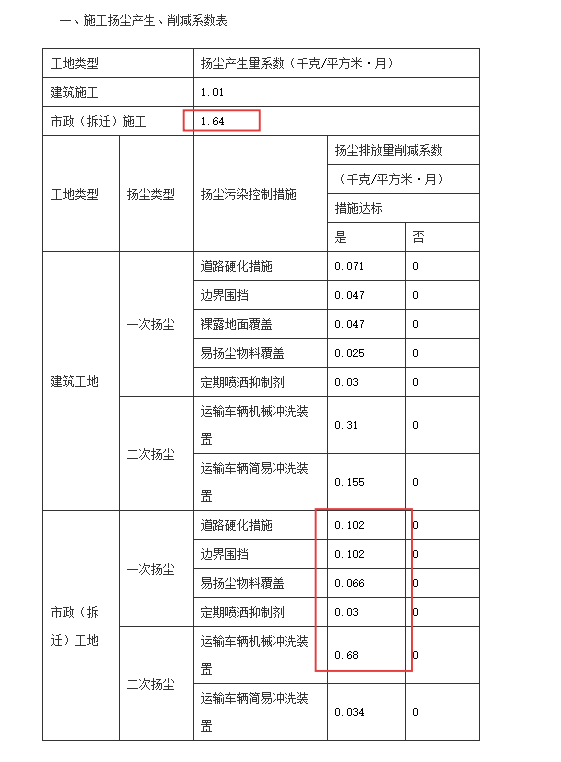 一、施工扬尘产生、削减系数表
工地类型 扬尘产生量系数（千克/平方米·月）
建筑施工 1.01
市政（拆迁）施工 1.64
工地类型 扬尘类型 扬尘污染控制措施 扬尘排放量削减系数
（千克/平方米·月）
措施达标
是 否
建筑工地 一次扬尘 道路硬化措施 0.071 0
边界围挡 0.047 0
裸露地面覆盖 0.047 0
易扬尘物料覆盖 0.025 0
定期喷洒抑制剂 0.03 0
二次扬尘 运输车辆机械冲洗装
置 0.31 0
运输车辆简易冲洗装
置 0.155 0
市政（拆
迁）工地 一次扬尘 道路硬化措施 0.102 0
边界围挡 0.102 0
易扬尘物料覆盖 0.066 0
定期喷洒抑制剂 0.03 0
二次扬尘 运输车辆机械冲洗装
置 0.68 0
运输车辆简易冲洗装
置 0.034 0